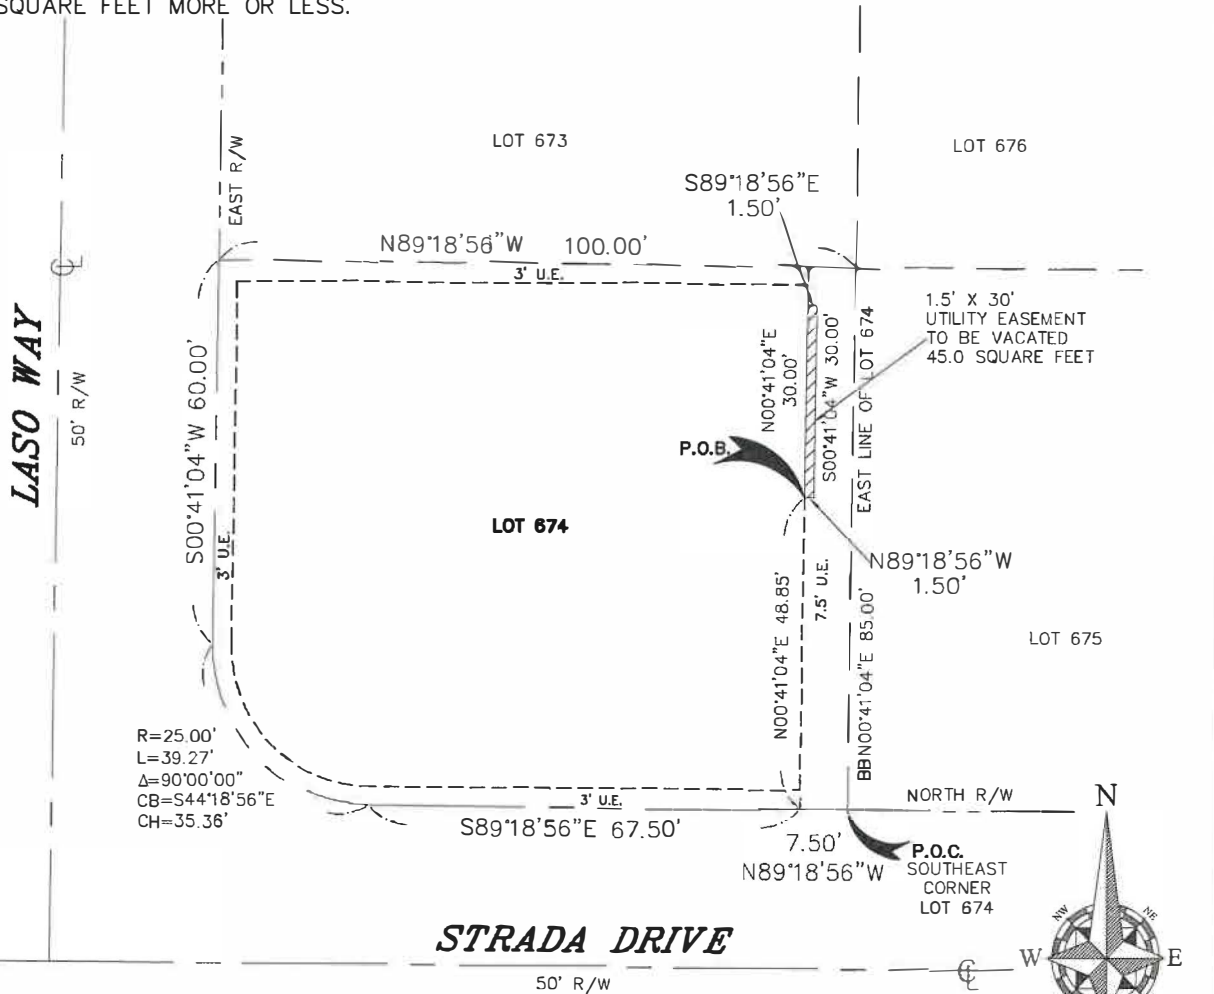 SQUARE FEET MORE OR LESS.
LOT 673
LOT 676
EAST R/W
S89°18'56"E
1.50'
N89°18'56"W 100.00'
3' U.E.
1.5' X 30'
UTILITY EASEMENT
TO BE VACATED
45.0 SQUARE FEET
LASO WAY
50' R/W
S00°41'04"W 60.00'
3' U.E.
N00°41'04"E
30.00'
S00°41'04"W 30.00'
EAST LINE OF LOT 674
P.O.B.
LOT 674
N89°18'56"W
1.50'
N00°41'04"E 48.85'
7.5' U.E.
BBN00°41'04"E 85.00'
LOT 675
R=25.00'
L=39.27'
Δ=90°00'00"
CB=S44°18'56"E
CH=35.36'
3' U.E.
S89°18'56"E 67.50'
NORTH R/W
7.50'
N89°18'56"W
P.O.C.
SOUTHEAST
CORNER
LOT 674
N
NW
NE
W
E
STRADA DRIVE
50' R/W